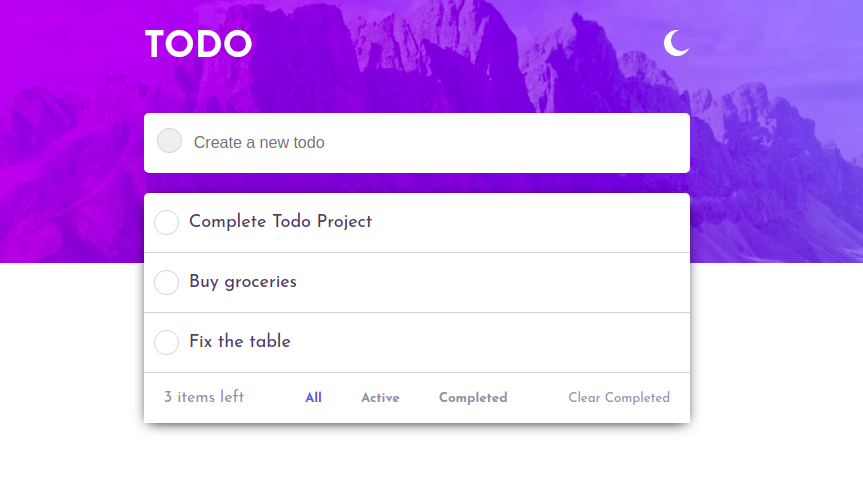 TODO
Create a new todo
Complete Todo Project
Buy groceries
Fix the table
3 items left All Active Completed Clear Completed